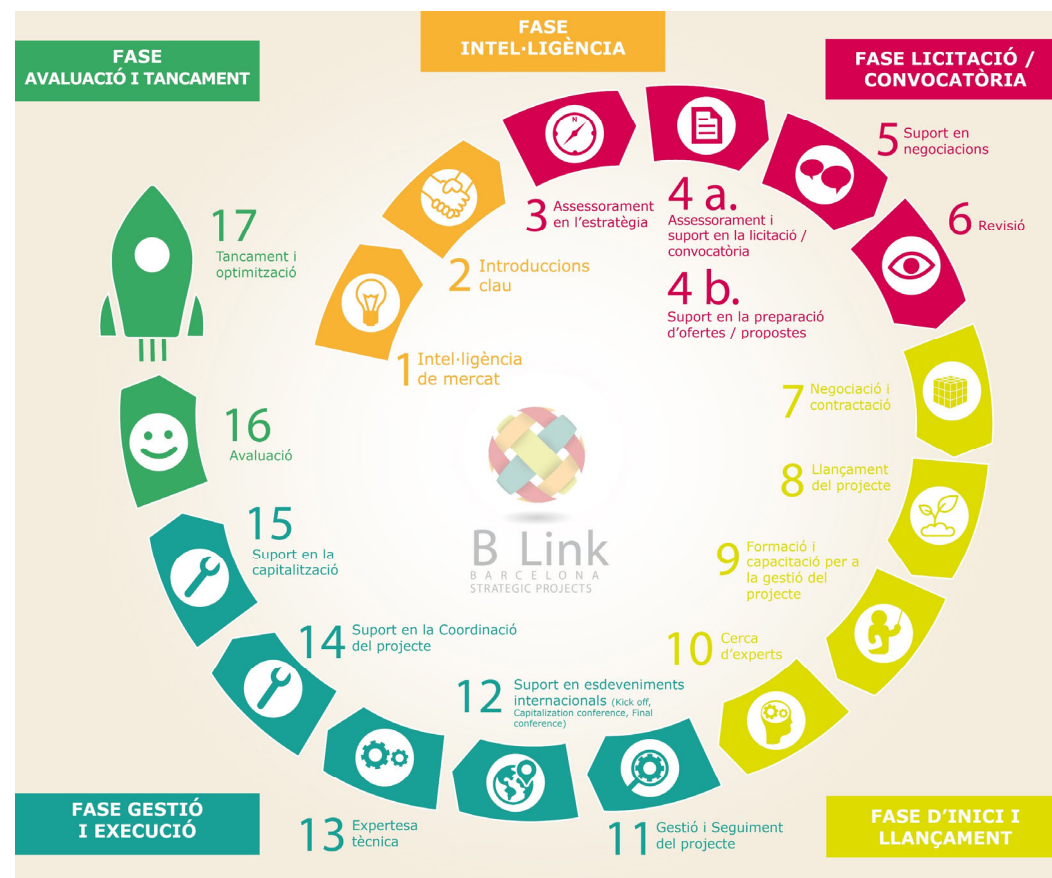 FASE
INTEL·LIGÈNCIA
FASE
AVALUACIÓ I TANCAMENT
FASE LICITACIÓ /
CONVOCATÒRIA
N
1 Intel·ligència
de mercat
2 Introduccions
clau
3 Assessorament
en l'estratègia
4 a.
Assessorament i
suport en la licitació /
convocatòria
4 b.
Suport en la preparació
d'ofertes / propostes
5 Suport en
negociacions
6 Revisió
7 Negociació i
contractació
8 Llançament
del projecte
9 Formació i
capacitació per a
la gestió del
projecte
10 Cerca
d'experts
11 Gestió i Seguiment
del projecte
12 Suport en esdeveniments
internacionals (Kick off,
Capitalization conference, Final
conference)
13 Expertesa
tècnica
14 Suport en la Coordinació
del projecte
15
Suport en la
capitalització
16
Avaluació
17
Tancament i
optimització
B Link
BARCELONA
STRATEGIC PROJECTS
FASE GESTIÓ
I EXECUCIÓ
FASE D'INICI I
LLANÇAMENT